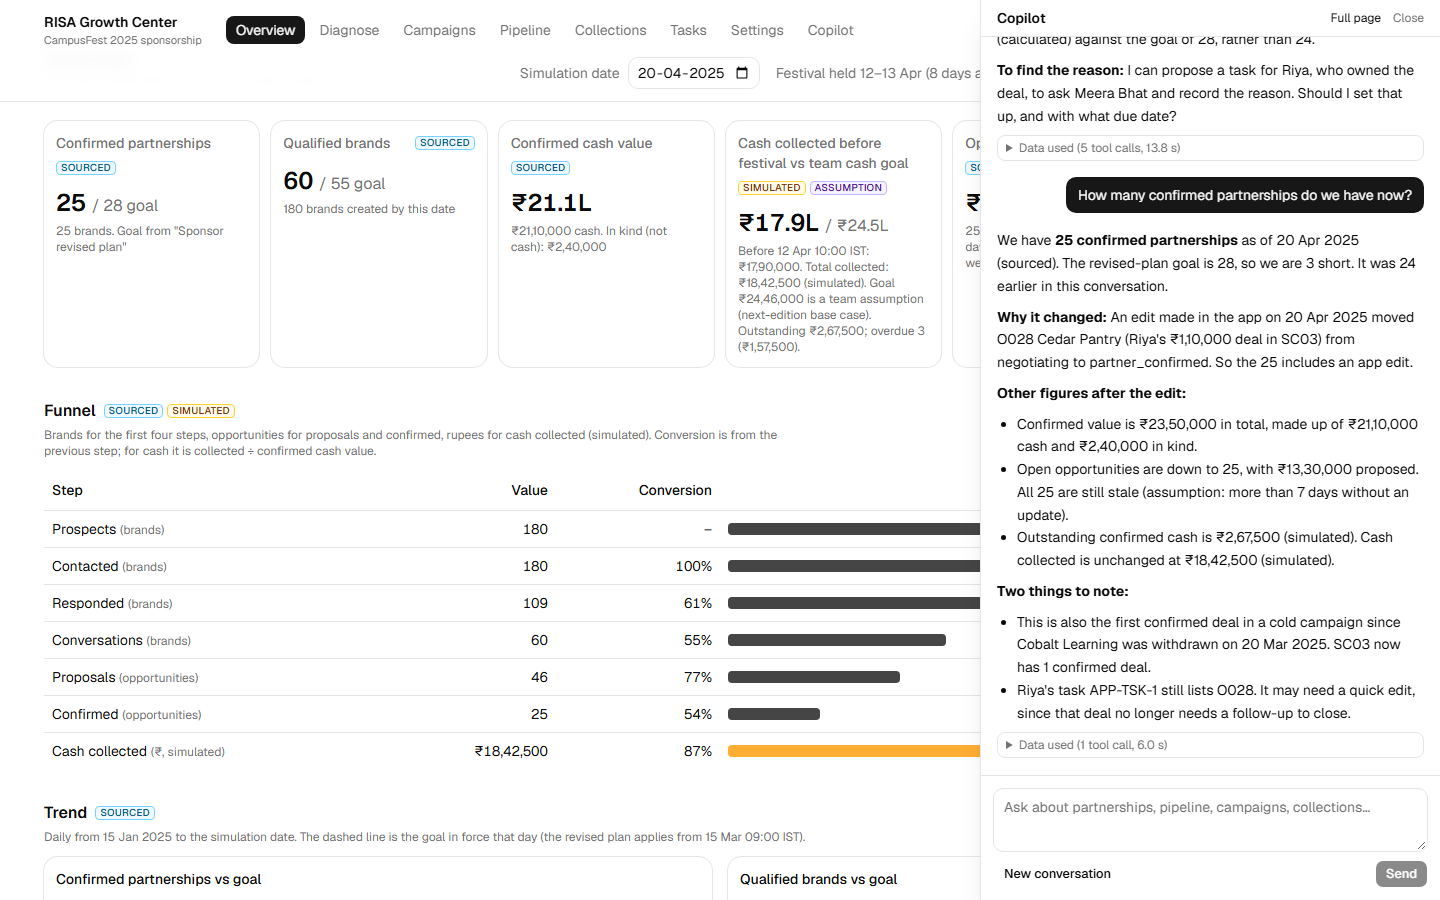 RISA Growth Center
CampusFest 2025 sponsorship
Overview
Diagnose
Campaigns
Pipeline
Collections
Tasks
Settings
Copilot
Simulation date
20-04-2025
Festival held 12–13 Apr (8 days a
Confirmed partnerships
SOURCED
25 / 28 goal
25 brands. Goal from "Sponsor
revised plan"
Qualified brands
SOURCED
60 / 55 goal
180 brands created by this date
Confirmed cash value
SOURCED
₹21.1L
₹21,10,000 cash. In kind (not
cash): ₹2,40,000
Cash collected before
festival vs team cash goal
SIMULATED
ASSUMPTION
₹17.9L / ₹24.5L
Before 12 Apr 10:00 IST:
₹17,90,000. Total collected:
₹18,42,500 (simulated). Goal
₹24,46,000 is a team assumption
(next-edition base case).
Outstanding ₹2,67,500; overdue 3
(₹1,57,500).
Funnel SOURCED SIMULATED
Brands for the first four steps, opportunities for proposals and confirmed, rupees for cash collected (simulated). Conversion is from the
previous step; for cash it is collected ÷ confirmed cash value.
Step Value Conversion
Prospects (brands) 180 –
Contacted (brands) 180 100%
Responded (brands) 109 61%
Conversations (brands) 60 55%
Proposals (opportunities) 46 77%
Confirmed (opportunities) 25 54%
Cash collected (₹, simulated) ₹18,42,500 87%
Trend SOURCED
Daily from 15 Jan 2025 to the simulation date. The dashed line is the goal in force that day (the revised plan applies from 15 Mar 09:00 IST).
Confirmed partnerships vs goal
Qualified brands vs goal
Copilot
Full page
Close
(calculated) against the goal of 28, rather than 24.
To find the reason: I can propose a task for Riya, who owned the
deal, to ask Meera Bhat and record the reason. Should I set that
up, and with what due date?
Data used (5 tool calls, 13.8 s)
How many confirmed partnerships do we have now?
We have 25 confirmed partnerships as of 20 Apr 2025
(sourced). The revised-plan goal is 28, so we are 3 short. It was 24
earlier in this conversation.
Why it changed: An edit made in the app on 20 Apr 2025 moved
O028 Cedar Pantry (Riya's ₹1,10,000 deal in SC03) from
negotiating to partner_confirmed. So the 25 includes an app edit.
Other figures after the edit:
• Confirmed value is ₹23,50,000 in total, made up of ₹21,10,000
cash and ₹2,40,000 in kind.
• Open opportunities are down to 25, with ₹13,30,000 proposed.
All 25 are still stale (assumption: more than 7 days without an
update).
• Outstanding confirmed cash is ₹2,67,500 (simulated). Cash
collected is unchanged at ₹18,42,500 (simulated).
Two things to note:
• This is also the first confirmed deal in a cold campaign since
Cobalt Learning was withdrawn on 20 Mar 2025. SC03 now
has 1 confirmed deal.
• Riya's task APP-TSK-1 still lists O028. It may need a quick edit,
since that deal no longer needs a follow-up to close.
Data used (1 tool call, 6.0 s)
Ask about partnerships, pipeline, campaigns, collections...
New conversation
Send